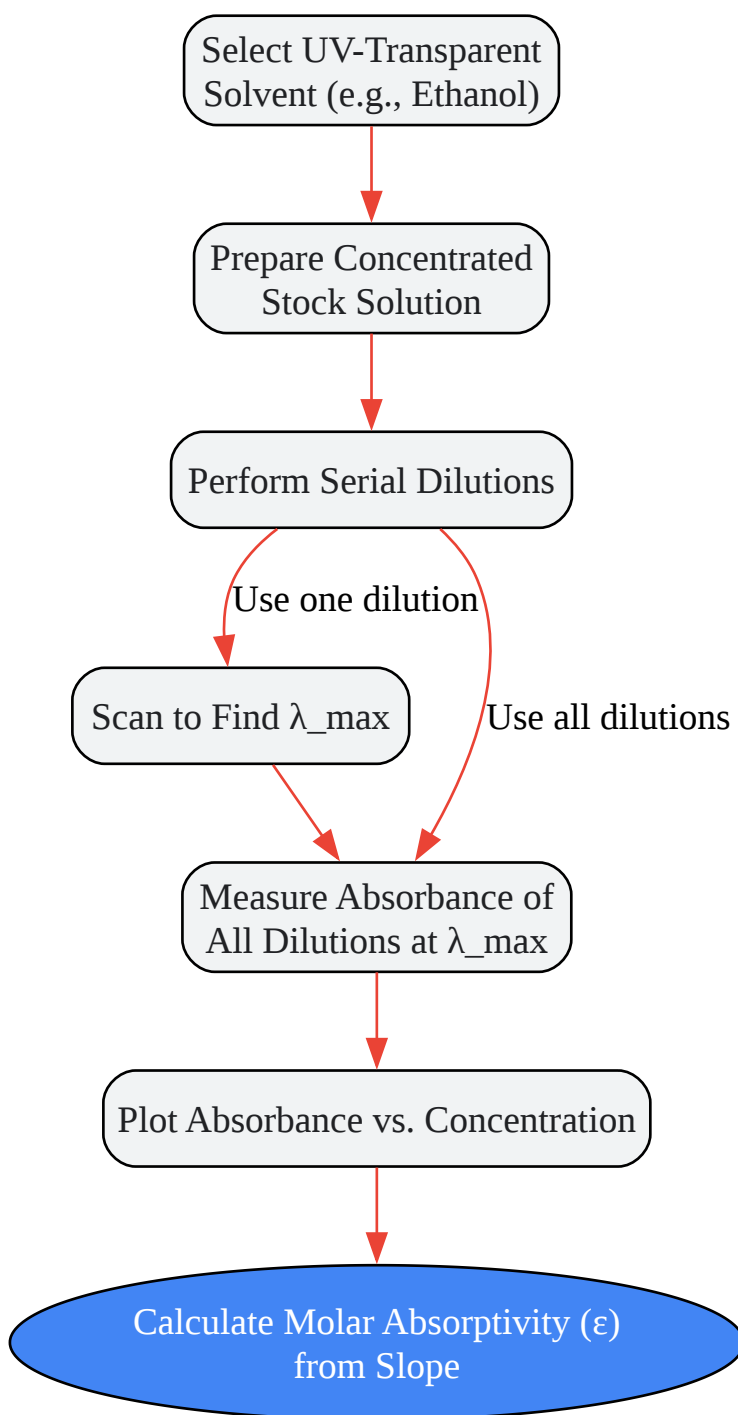 Select UV-Transparent
Solvent (e.g., Ethanol)
Prepare Concentrated
Stock Solution
Perform Serial Dilutions
Use one dilution
Scan to Find λ_max
Use all dilutions
Measure Absorbance of
All Dilutions at λ_max
Plot Absorbance vs. Concentration
Calculate Molar Absorptivity (ε)
from Slope